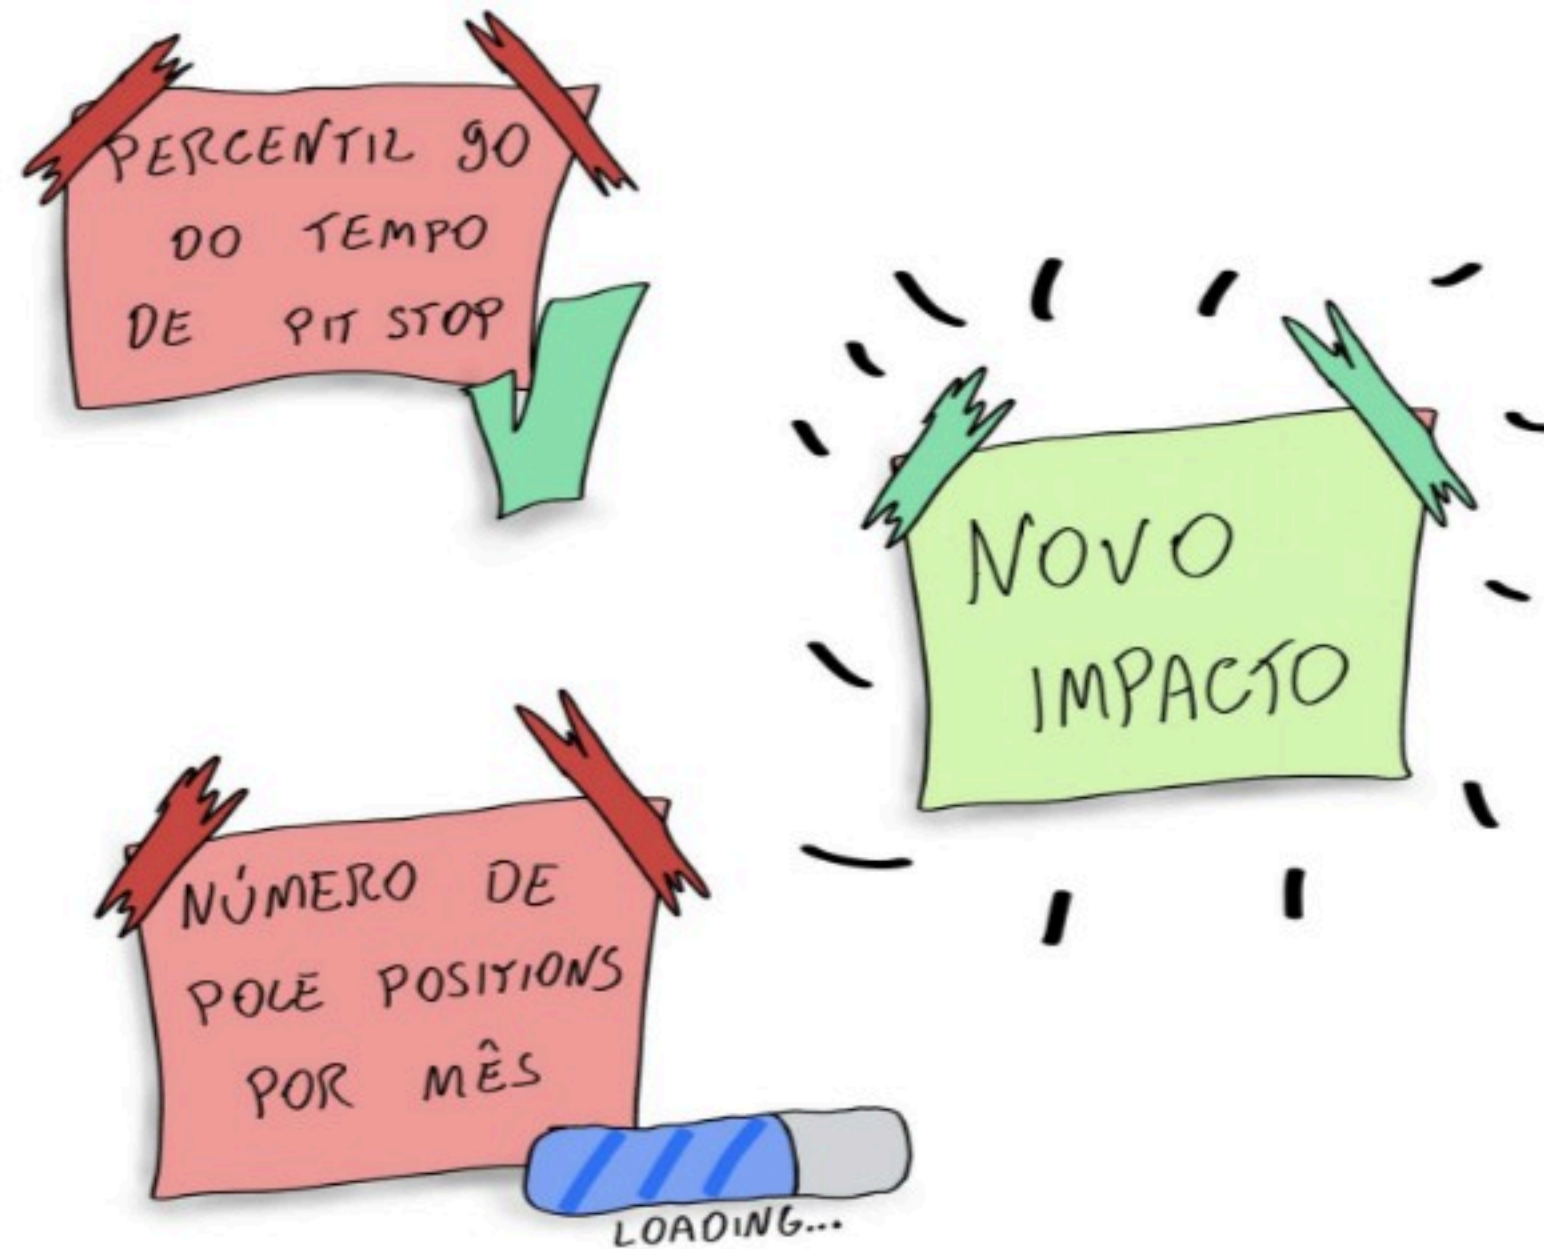 PERCENTIL 90
DO TEMPO
DE PIT STOP
NOVO
IMPACTO
NÚMERO DE
POLE POSITIONS
POR MÊS
LOADING...